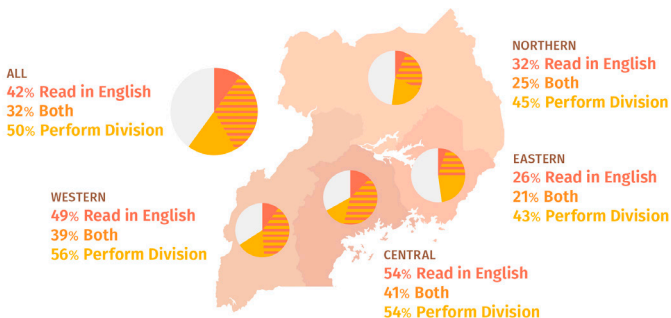 ALL
42% Read in English
32% Both
50% Perform Division
NORTHERN
32% Read in English
25% Both
45% Perform Division
EASTERN
26% Read in English
21% Both
43% Perform Division
WESTERN
49% Read in English
39% Both
56% Perform Division
CENTRAL
54% Read in English
41% Both
54% Perform Division